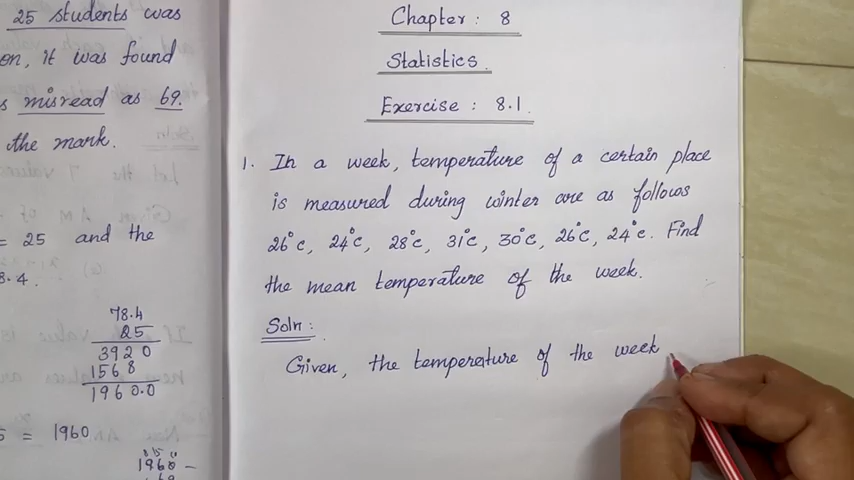 25 students was
en, it was found
s misread as 69.
the mark.
= 25 and the
8.4.
78.4
25
3920
1568
1960.0
5 = 1960
1960 -
Chapter : 8
Statistics.
Exercise : 8.1
1. In a week, temperature of a certain place
is measured during winter are as follows
26°c, 24°c, 28°c, 31°c, 30°c, 26°c, 24°c. Find
the mean temperature of the week.
Soln :
Given, the temperature of the week